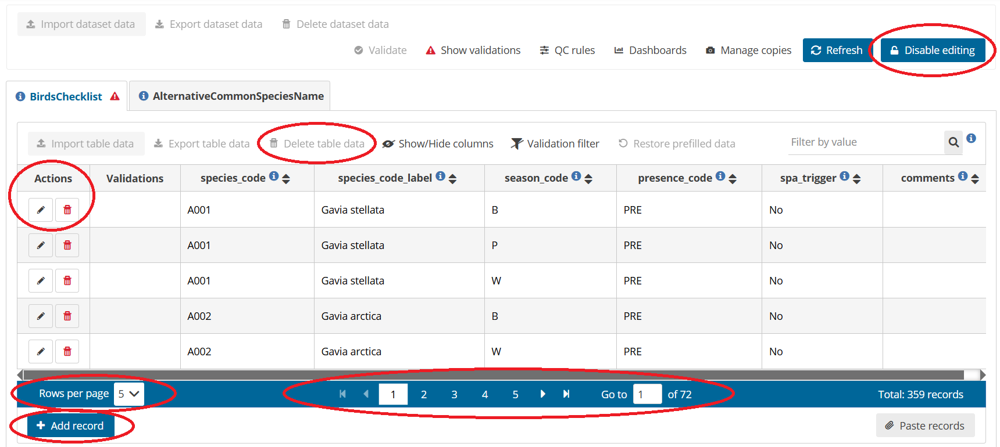 Import dataset data Export dataset data Delete dataset data
Validate Show validations QC rules Dashboards Manage copies Refresh Disable editing
BirdsChecklist AlternativeCommonSpeciesName
Import table data Export table data Delete table data Show/Hide columns Validation filter Restore prefilled data Filter by value
Actions Validations species_code species_code_label season_code presence_code spa_trigger comments
A001 Gavia stellata B PRE No
A001 Gavia stellata P PRE No
A001 Gavia stellata W PRE No
A002 Gavia arctica B PRE No
A002 Gavia arctica W PRE No
Rows per page 5 1 2 3 4 5 Go to 1 of 72 Total: 359 records
Add record Paste records